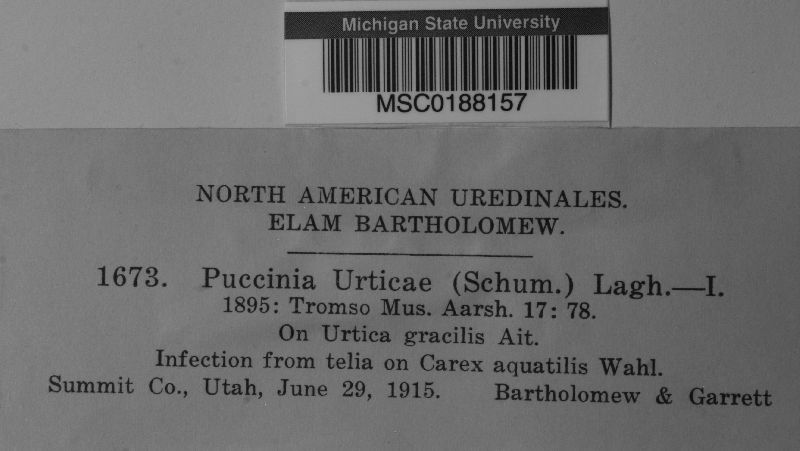 Michigan State University
MSC0188157
NORTH AMERICAN UREDINALES.
ELAM BARTHOLOMEW.
1673. Puccinia Urticae (Schum.) Lagh.—I.
1895: Tromso Mus. Aarsh. 17: 78.
On Urtica gracilis Ait.
Infection from telia on Carex aquatilis Wahl.
Summit Co., Utah, June 29, 1915. Bartholomew & Garrett